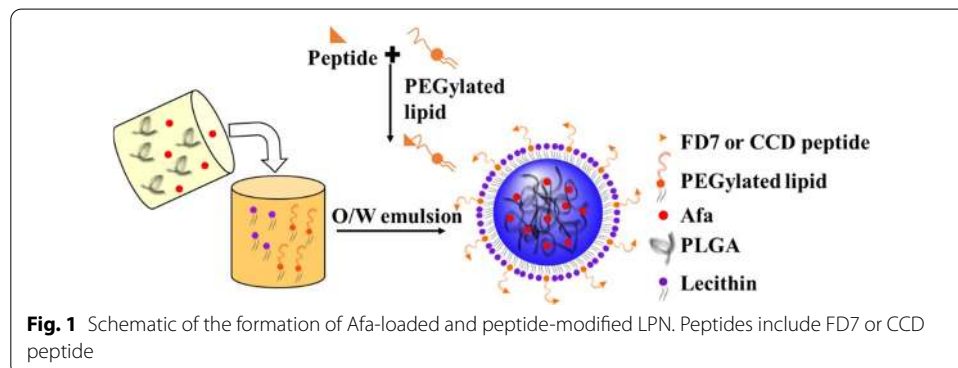 Peptide +
PEGylated
lipid
O/W emulsion
FD7 or CCD peptide
PEGylated lipid
Afa
PLGA
Lecithin
Fig. 1 Schematic of the formation of Afa-loaded and peptide-modified LPN. Peptides include FD7 or CCD
peptide